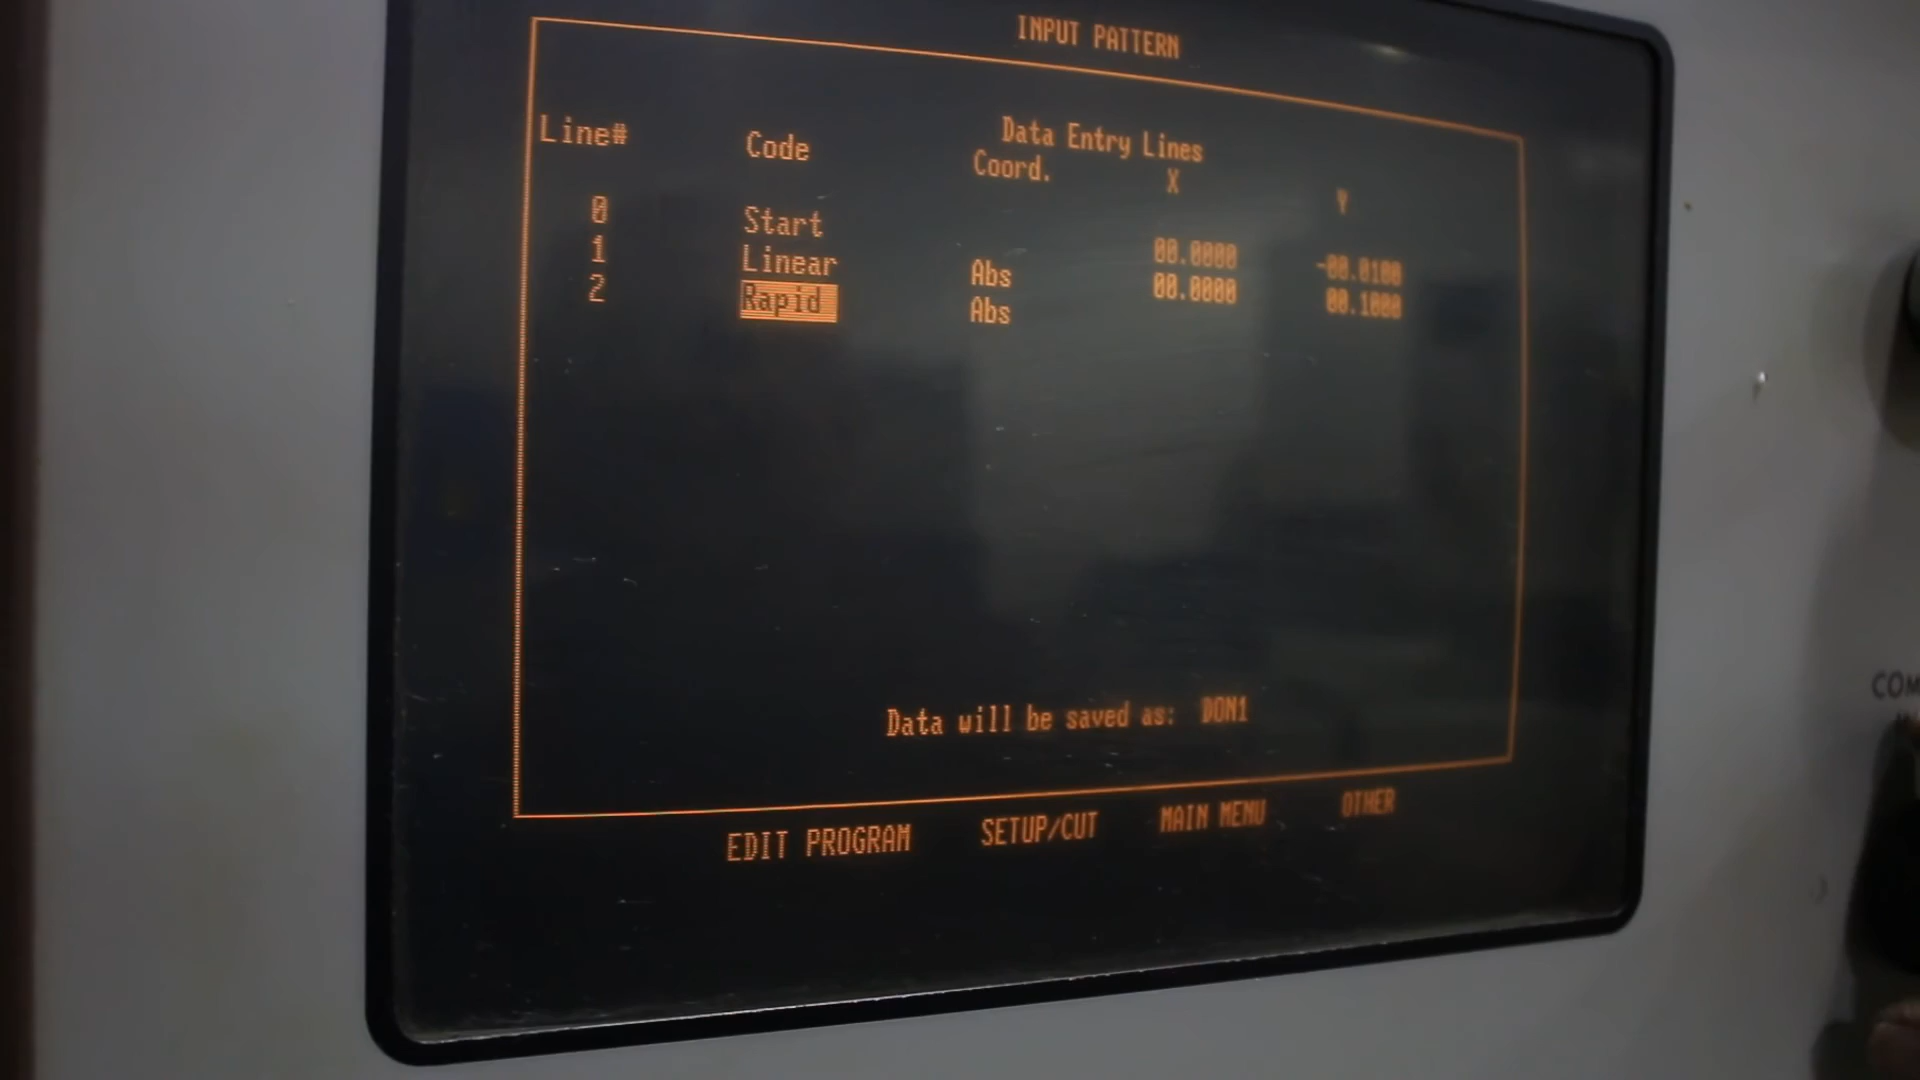 INPUT PATTERN
Data Entry Lines
Line# Code Coord. X Y
0 Start 00.0000 -00.0100
1 Linear Abs 00.0000 00.1000
2 Rapid Abs
Data will be saved as: DON1
EDIT PROGRAM SETUP/CUT MAIN MENU OTHER
COM